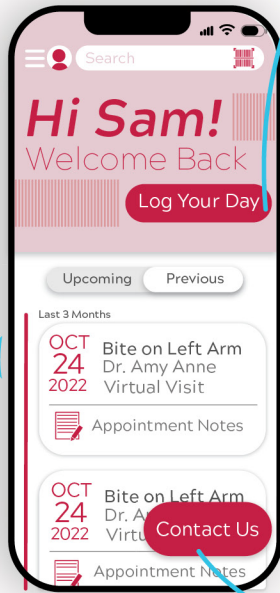 Search
Hi Sam!
Welcome Back
Log Your Day
Upcoming Previous
Last 3 Months
OCT
24
2022
Bite on Left Arm
Dr. Amy Anne
Virtual Visit
Appointment Notes
OCT
24
2022
Bite on Left Arm
Dr. A
Virtu
Contact Us
Appointment Notes